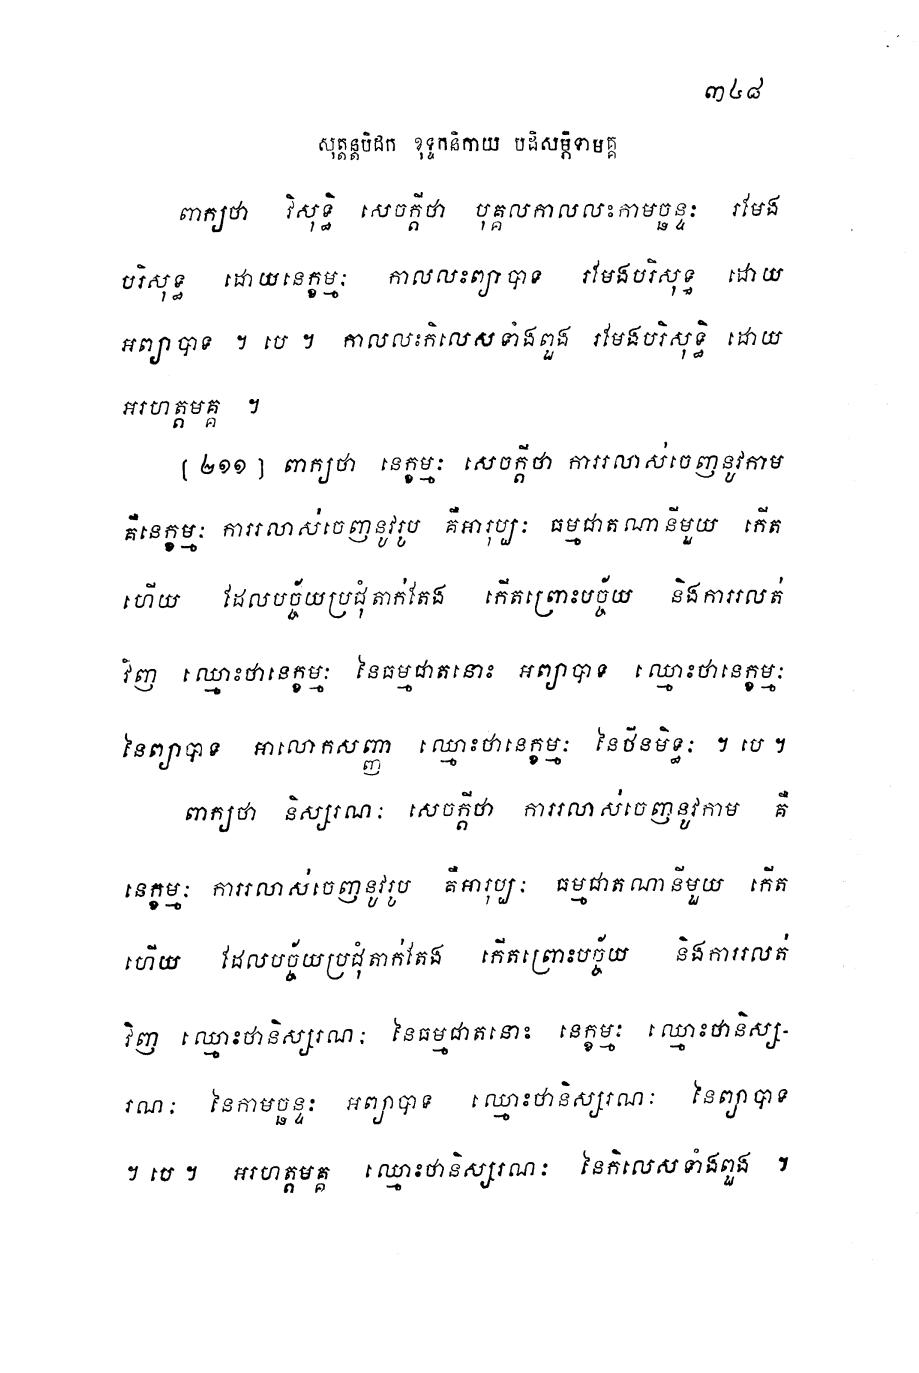 ៣៤៨
សុត្តន្តបិដក ខុទ្ទកនិកាយ បដិសម្ភិទាមគ្គ
ពាក្យថា វិសុទ្ធិ សេចក្តីថា បុគ្គលកាលលះកាមច្ឆន្ទៈ រមែង
បរិសុទ្ធ ដោយនេក្ខម្មៈ កាលលះព្យាបាទ រមែងបរិសុទ្ធ ដោយ
អព្យាបាទ ។ បេ ។ កាលលះកិលេសទាំងពួង រមែងបរិសុទ្ធិ ដោយ
អរហត្តមគ្គ ។
[ ២១១ ] ពាក្យថា នេក្ខម្មៈ សេចក្តីថា ការរលាស់ចេញនូវកាម
គឺនេក្ខម្មៈ ការរលាស់ចេញនូវរូប គឺអារុប្បៈ ធម្មជាតណានីមួយ កើត
ហើយ ដែលបច្ច័យប្រជុំតាក់តែង កើតព្រោះបច្ច័យ និងការរលត់
វិញ ឈ្មោះថានេក្ខម្មៈ នៃធម្មជាតនោះ អព្យាបាទ ឈ្មោះថានេក្ខម្មៈ
នៃព្យាបាទ អាលោកសញ្ញា ឈ្មោះថានេក្ខម្មៈ នៃថីនមិទ្ធៈ ។ បេ ។
ពាក្យថា និស្សរណៈ សេចក្តីថា ការរលាស់ចេញនូវកាម គឺ
នេក្ខម្មៈ ការរលាស់ចេញនូវរូប គឺអារុប្បៈ ធម្មជាតណានីមួយ កើត
ហើយ ដែលបច្ច័យប្រជុំតាក់តែង កើតព្រោះបច្ច័យ និងការរលត់
វិញ ឈ្មោះថានិស្សរណៈ នៃធម្មជាតនោះ នេក្ខម្មៈ ឈ្មោះថានិស្ស-
រណៈ នៃកាមច្ឆន្ទៈ អព្យាបាទ ឈ្មោះថានិស្សរណៈ នៃព្យាបាទ
។ បេ ។ អរហត្តមគ្គ ឈ្មោះថានិស្សរណៈ នៃកិលេសទាំងពួង ។